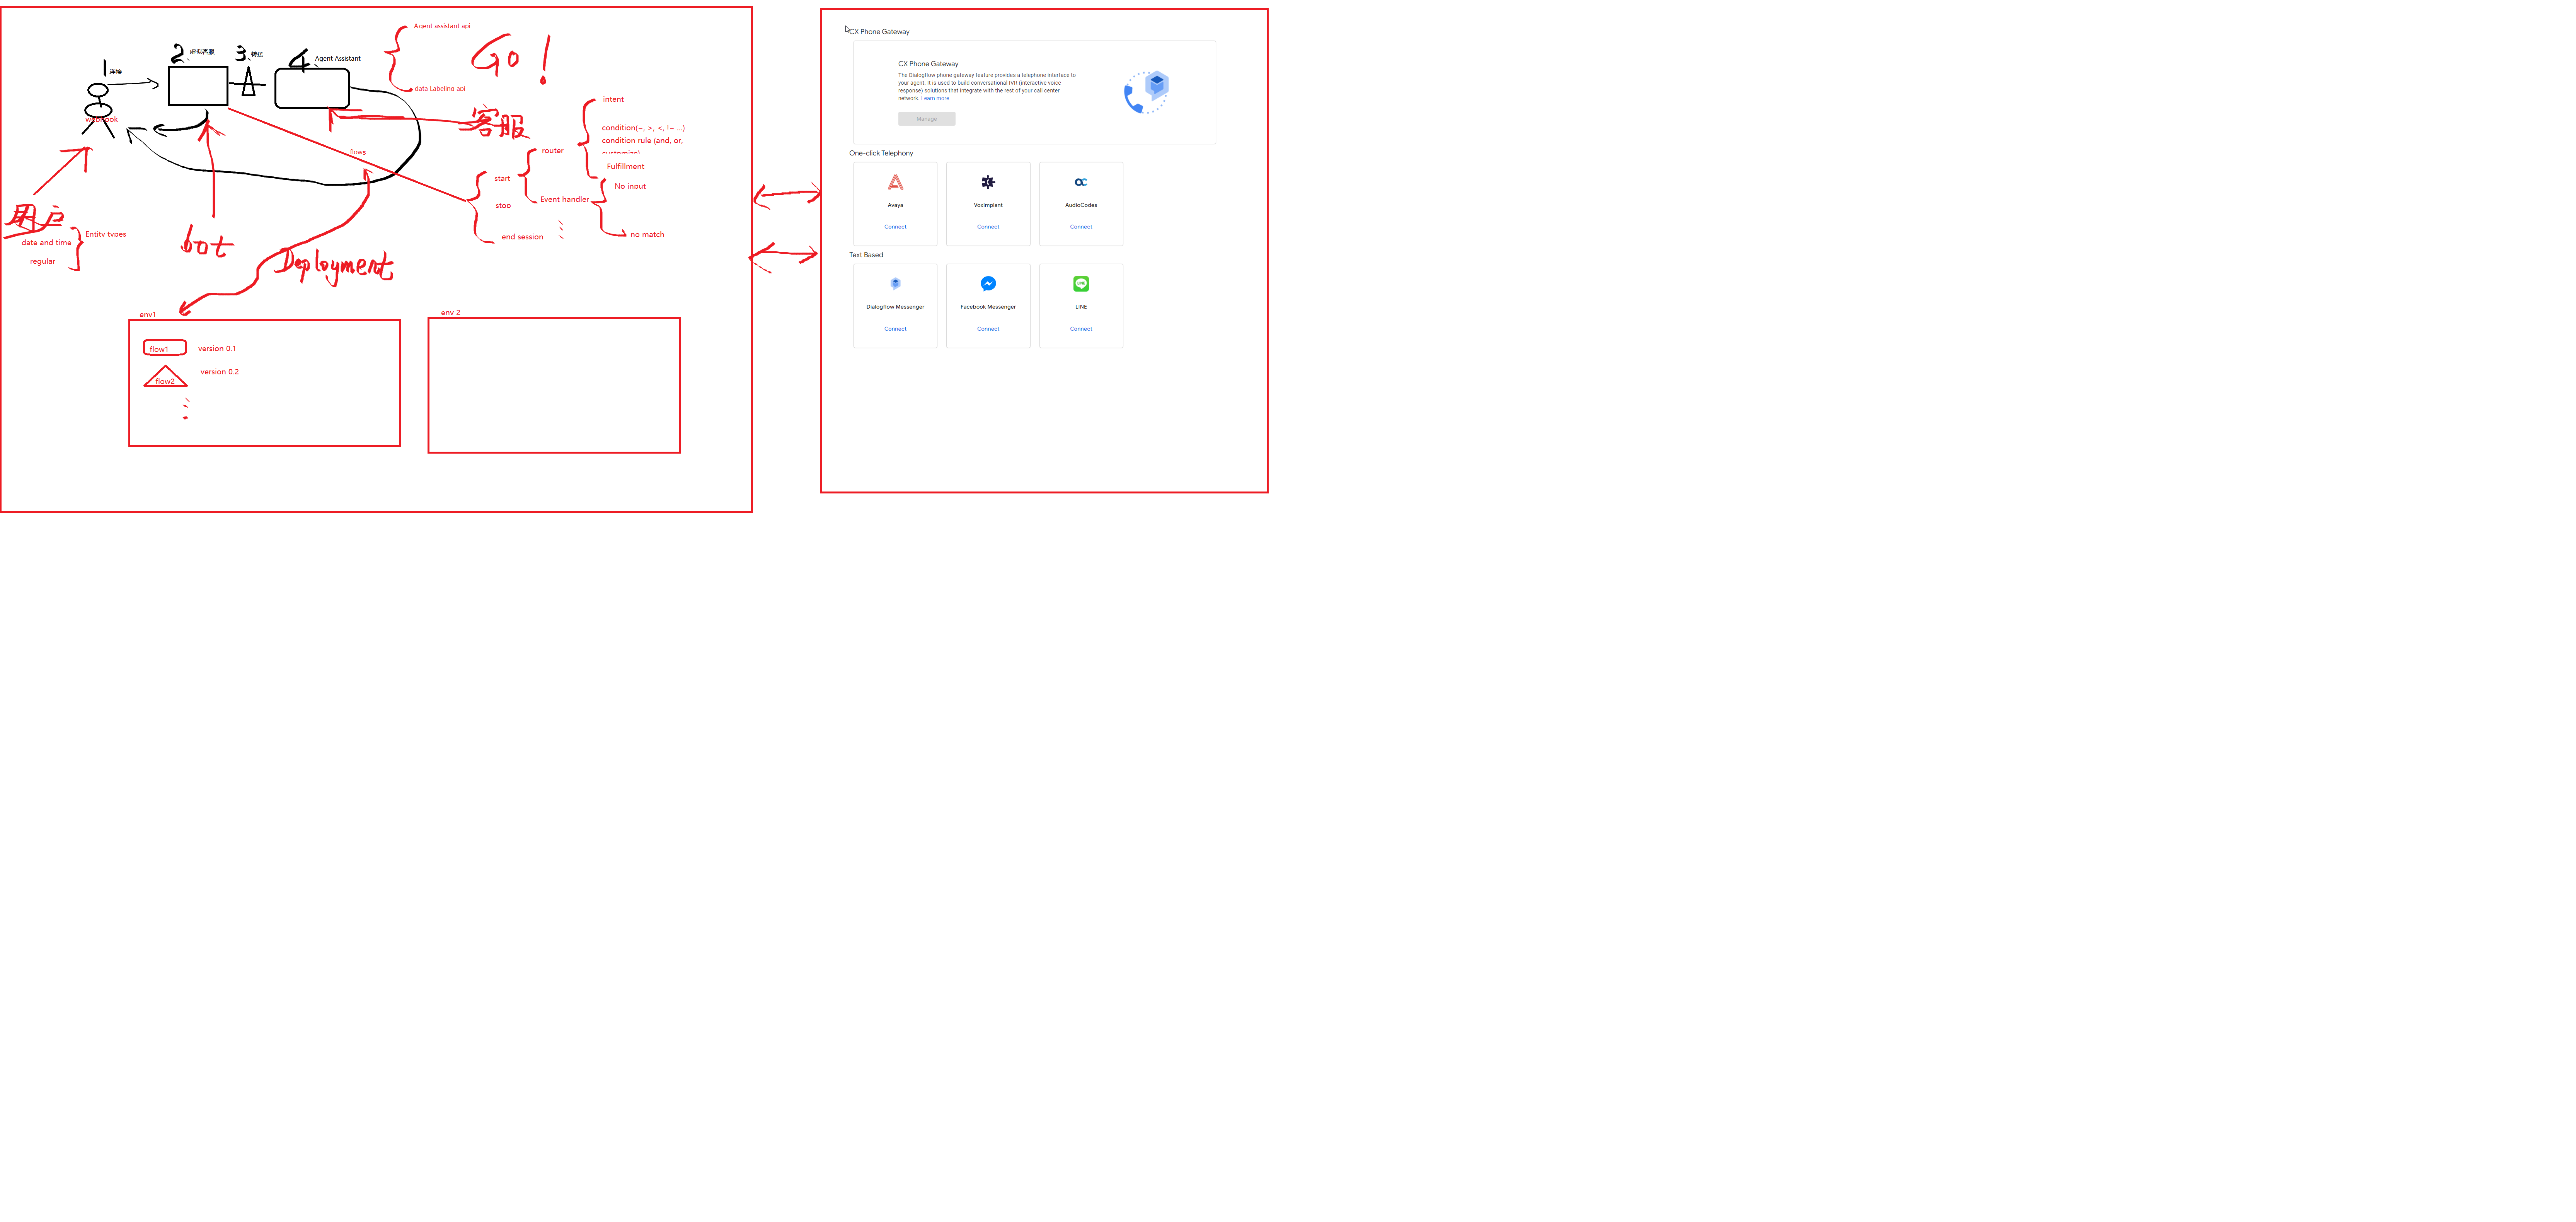 1 连接
2、 虚拟客服
3、 转接
4、 Agent Assistant
Agent assistant api
data Labeling api
Go!
webhook
客服
flows
start
stop
end session
router
Event handler
intent
condition(=, >, <, != ...)
condition rule (and, or,
customize)
Fulfillment
No input
no match
用户
Entity types
date and time
regular
bot
Deployment
env1
flow1
version 0.1
flow2
version 0.2
env 2
CX Phone Gateway
CX Phone Gateway
The Dialogflow phone gateway feature provides a telephone interface to
your agent. It is used to build conversational IVR (interactive voice
response) solutions that integrate with the rest of your call center
network. Learn more
Manage
One-click Telephony
Avaya
Voximplant
AudioCodes
Connect
Connect
Connect
Text Based
Dialogflow Messenger
Facebook Messenger
LINE
Connect
Connect
Connect